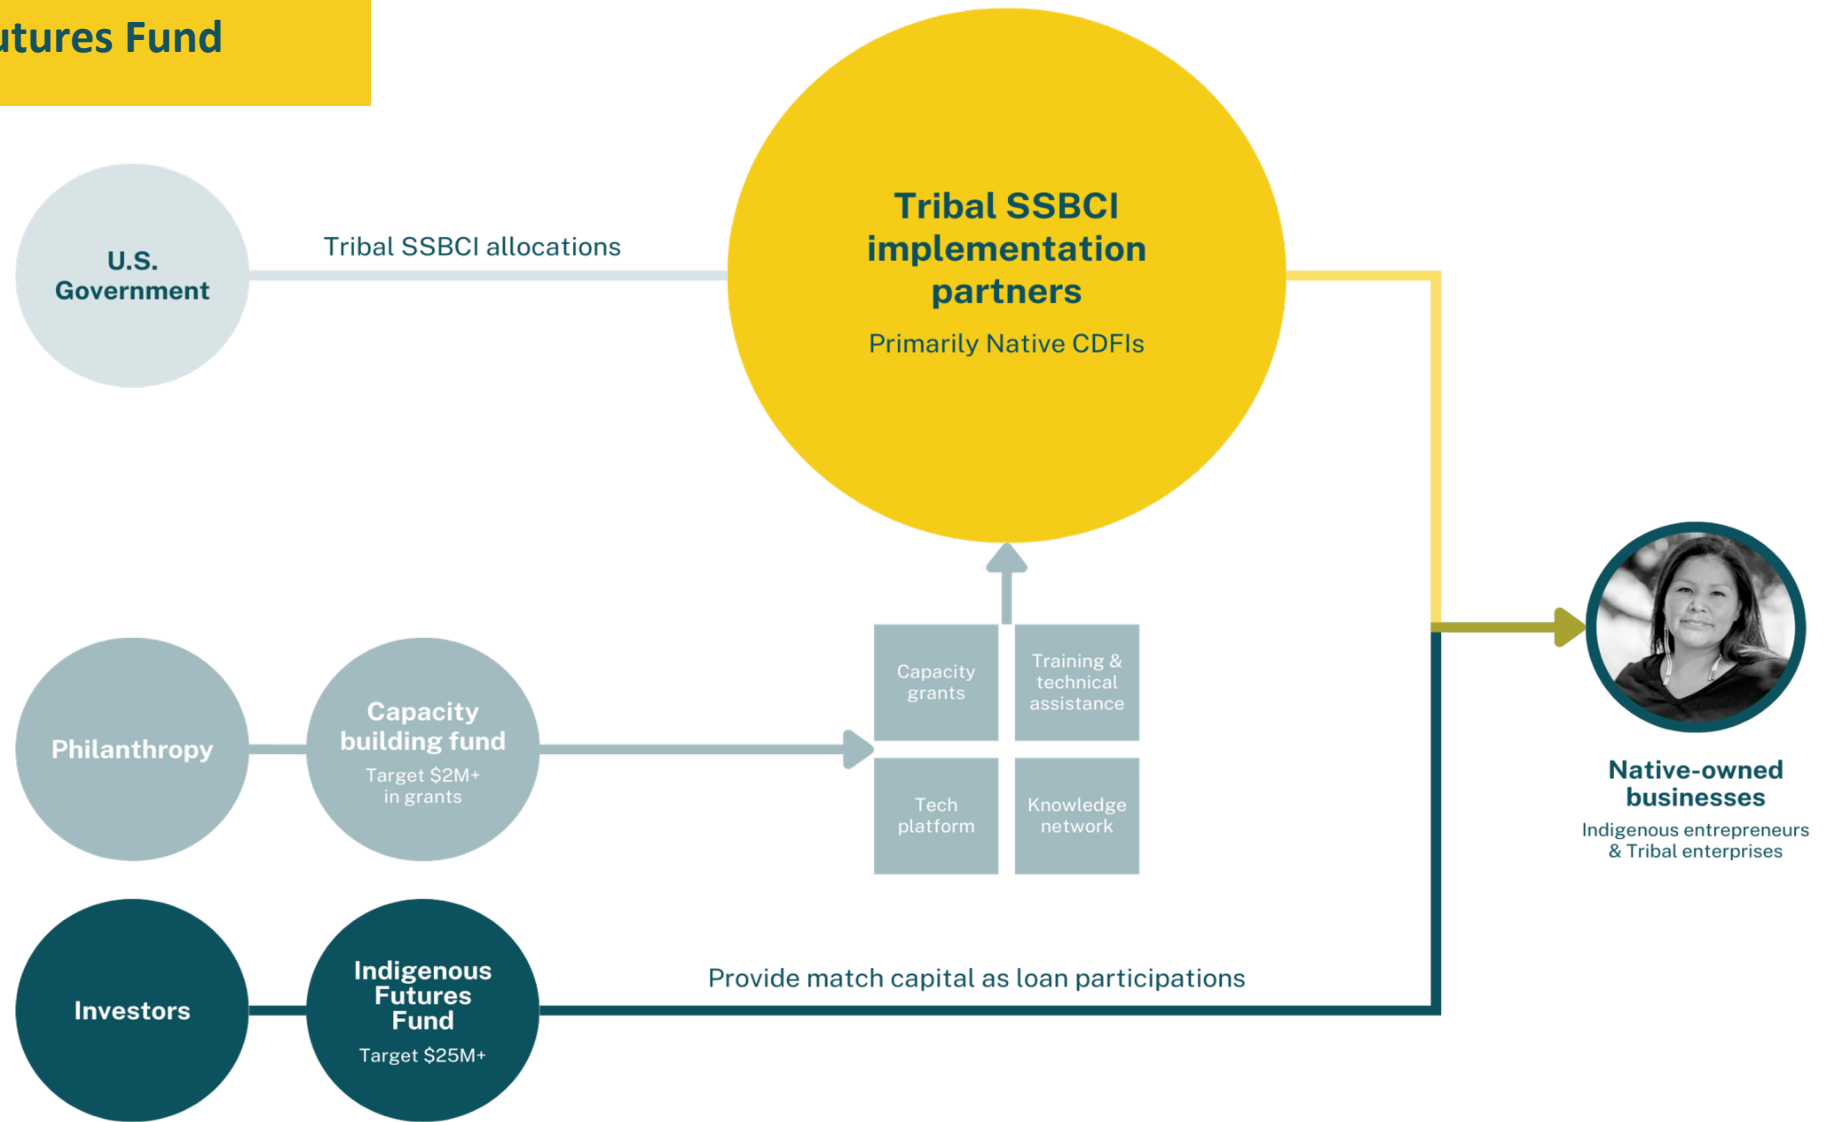 Futures Fund
U.S.
Government
Tribal SSBCI allocations
Tribal SSBCI
implementation
partners
Primarily Native CDFIs
Philanthropy
Capacity
building fund
Target $2M+
in grants
Capacity
grants
Training &
technical
assistance
Tech
platform
Knowledge
network
Native-owned
businesses
Indigenous entrepreneurs
& Tribal enterprises
Investors
Indigenous
Futures
Fund
Target $25M+
Provide match capital as loan participations